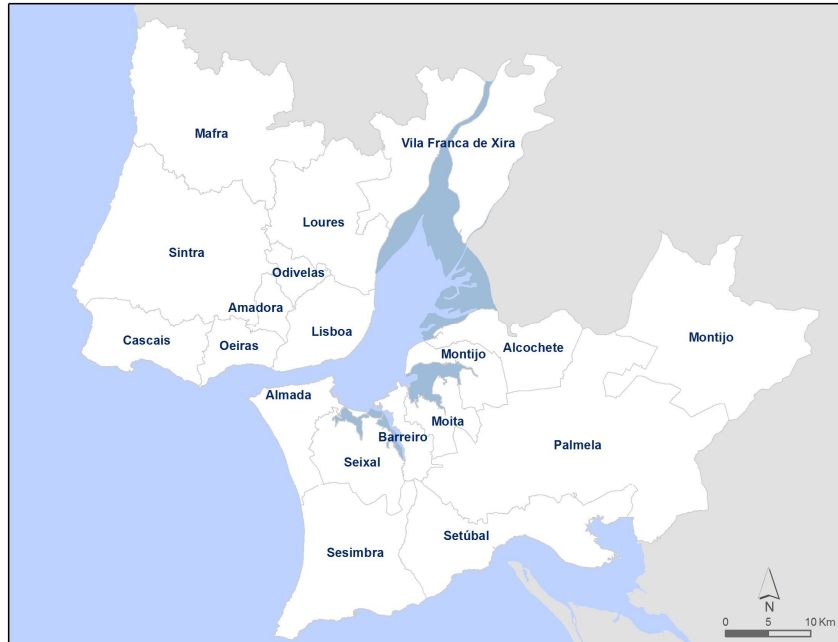 Mafra
Vila Franca de Xira
Loures
Sintra
Odivelas
Amadora
Lisboa
Cascais
Oeiras
Montijo
Alcochete
Montijo
Almada
Moita
Barreiro
Palmela
Seixal
Setúbal
Sesimbra
N
0 5 10 Km